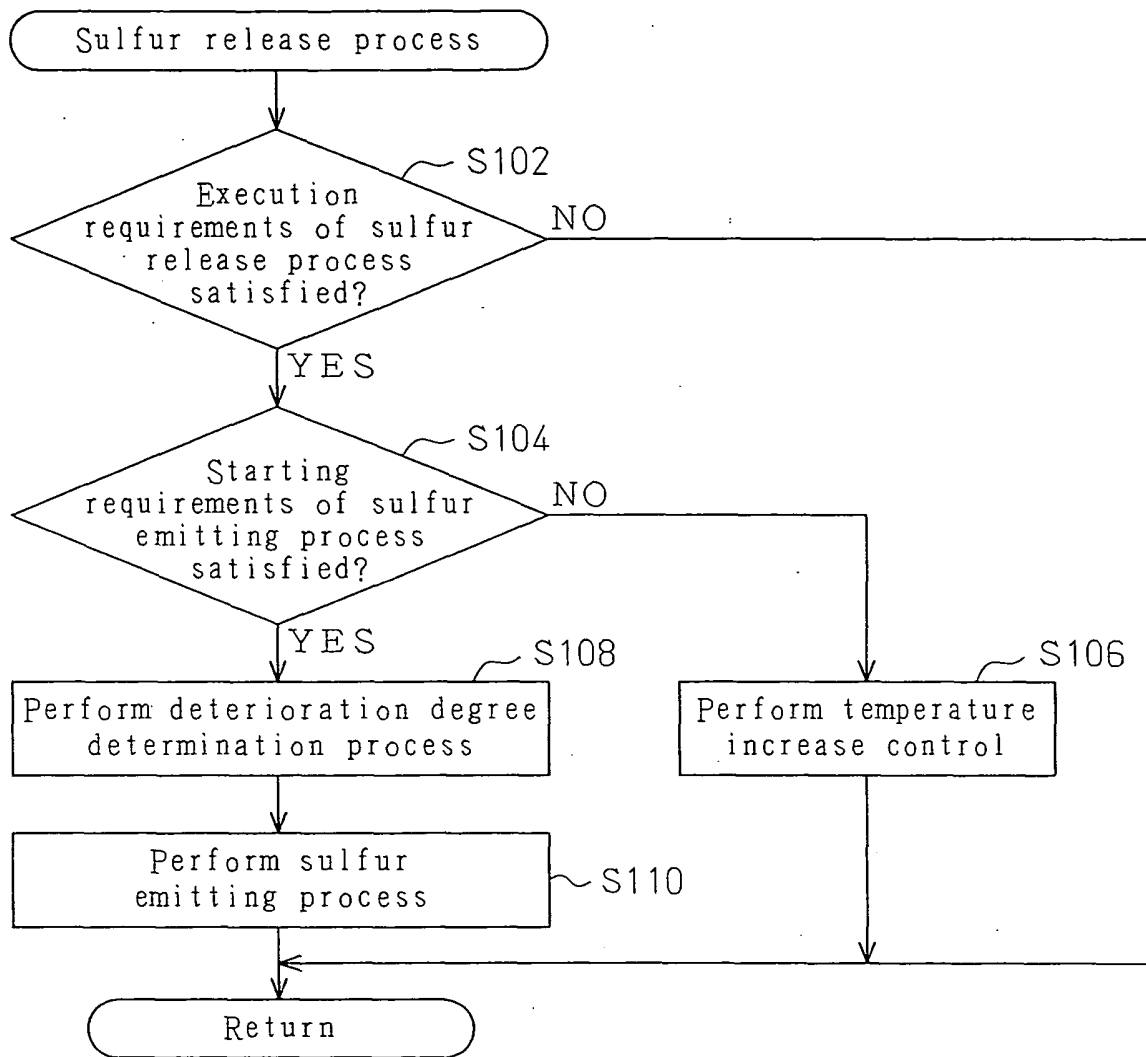 Sulfur release process
S102
Execution
requirements of sulfur
release process
satisfied?
NO
YES
S104
Starting
requirements of sulfur
emitting process
satisfied?
NO
YES
S108
Perform deterioration degree
determination process
S106
Perform temperature
increase control
Perform sulfur
emitting process
S110
Return